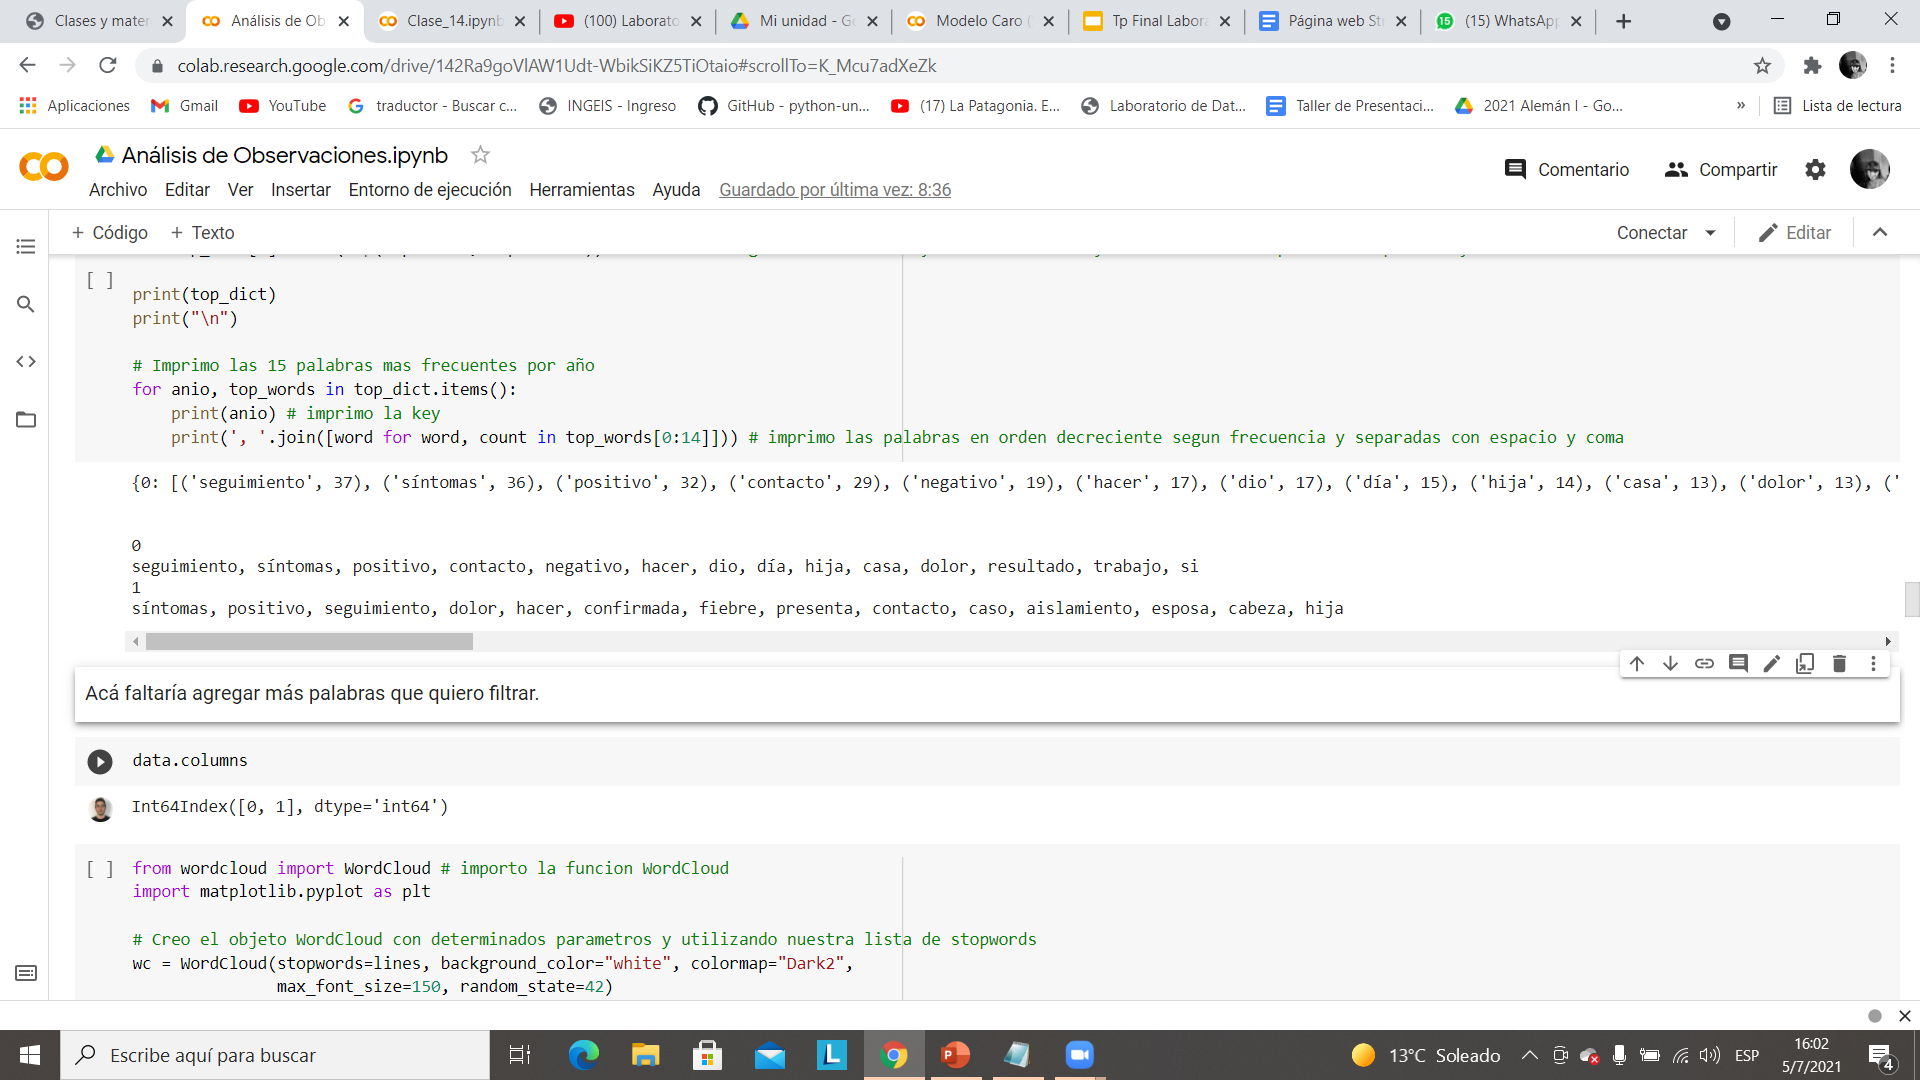 Clases y mater
Análisis de Ob
Clase_14.ipynb
(100) Laborato
Mi unidad - Go
Modelo Caro (
Tp Final Labora
Página web St
15
(15) WhatsApp
colab.research.google.com/drive/142Ra9goVlAW1Udt-WbikSiKZ5TiOtaio#scrollTo=K_Mcu7adXeZk
Aplicaciones
Gmail
YouTube
traductor - Buscar c...
INGEIS - Ingreso
GitHub - python-un...
(17) La Patagonia. E...
Laboratorio de Dat...
Taller de Presentaci...
2021 Alemán I - Go...
»
Lista de lectura
Análisis de Observaciones.ipynb
Comentario
Compartir
Archivo Editar Ver Insertar Entorno de ejecución Herramientas Ayuda Guardado por última vez: 8:36
+ Código + Texto
Conectar
Editar
[ ]
print(top_dict)
print("\n")
# Imprimo las 15 palabras mas frecuentes por año
for anio, top_words in top_dict.items():
print(anio) # imprimo la key
print(', '.join([word for word, count in top_words[0:14]])) # imprimo las palabras en orden decreciente segun frecuencia y separadas con espacio y coma
{0: [('seguimiento', 37), ('síntomas', 36), ('positivo', 32), ('contacto', 29), ('negativo', 19), ('hacer', 17), ('dio', 17), ('día', 15), ('hija', 14), ('casa', 13), ('dolor', 13), ('
0
seguimiento, síntomas, positivo, contacto, negativo, hacer, dio, día, hija, casa, dolor, resultado, trabajo, si
1
síntomas, positivo, seguimiento, dolor, hacer, confirmada, fiebre, presenta, contacto, caso, aislamiento, esposa, cabeza, hija
Acá faltaría agregar más palabras que quiero filtrar.
data.columns
Int64Index([0, 1], dtype='int64')
[ ]
from wordcloud import WordCloud # importo la funcion WordCloud
import matplotlib.pyplot as plt
# Creo el objeto WordCloud con determinados parametros y utilizando nuestra lista de stopwords
wc = WordCloud(stopwords=lines, background_color="white", colormap="Dark2",
max_font_size=150, random_state=42)
Escribe aquí para buscar
L
P
13°C Soleado
ESP
16:02
5/7/2021
4